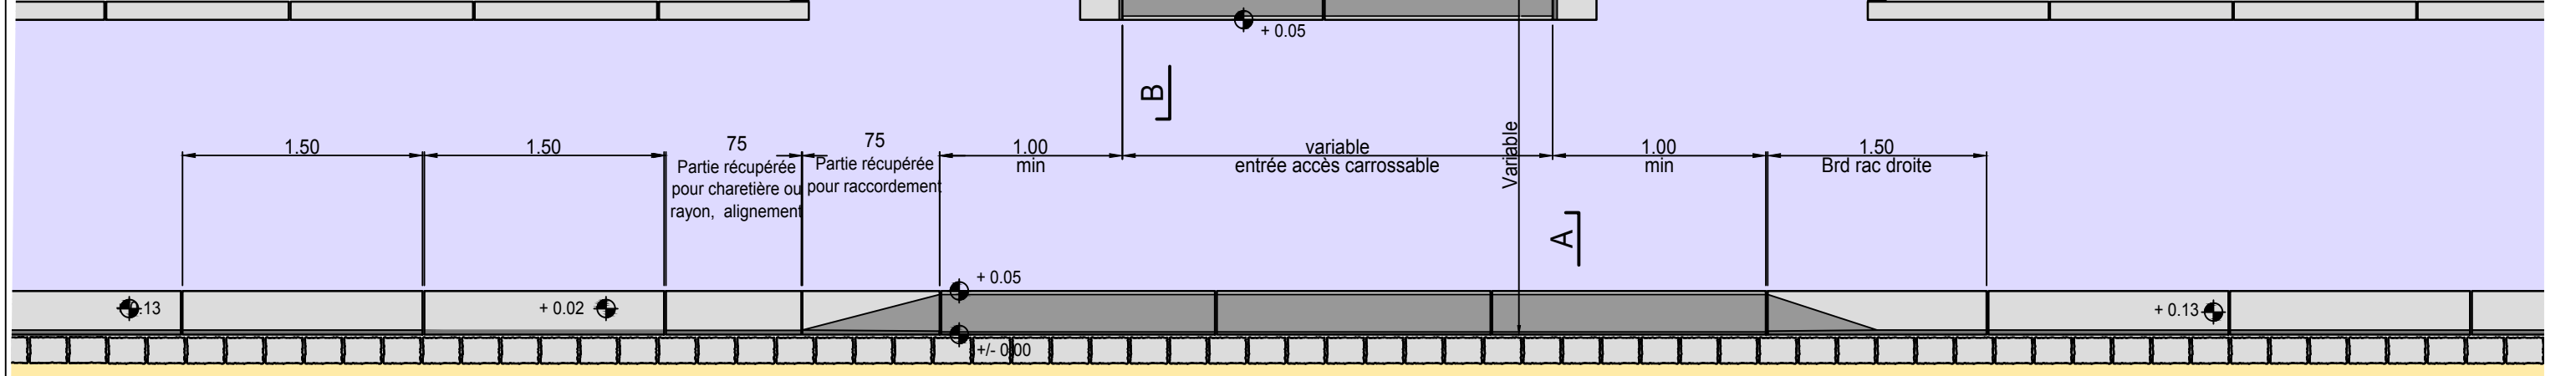 + 0.05
B
1.50
1.50
75
Partie récupérée
pour charetière ou
rayon, alignement
75
Partie récupérée
pour raccordement
1.00
min
variable
entrée accès carrossable
Variable
1.00
min
1.50
Brd rac droite
A
+ 0.05
.13
+ 0.02
+ 0.13
+/- 0.00